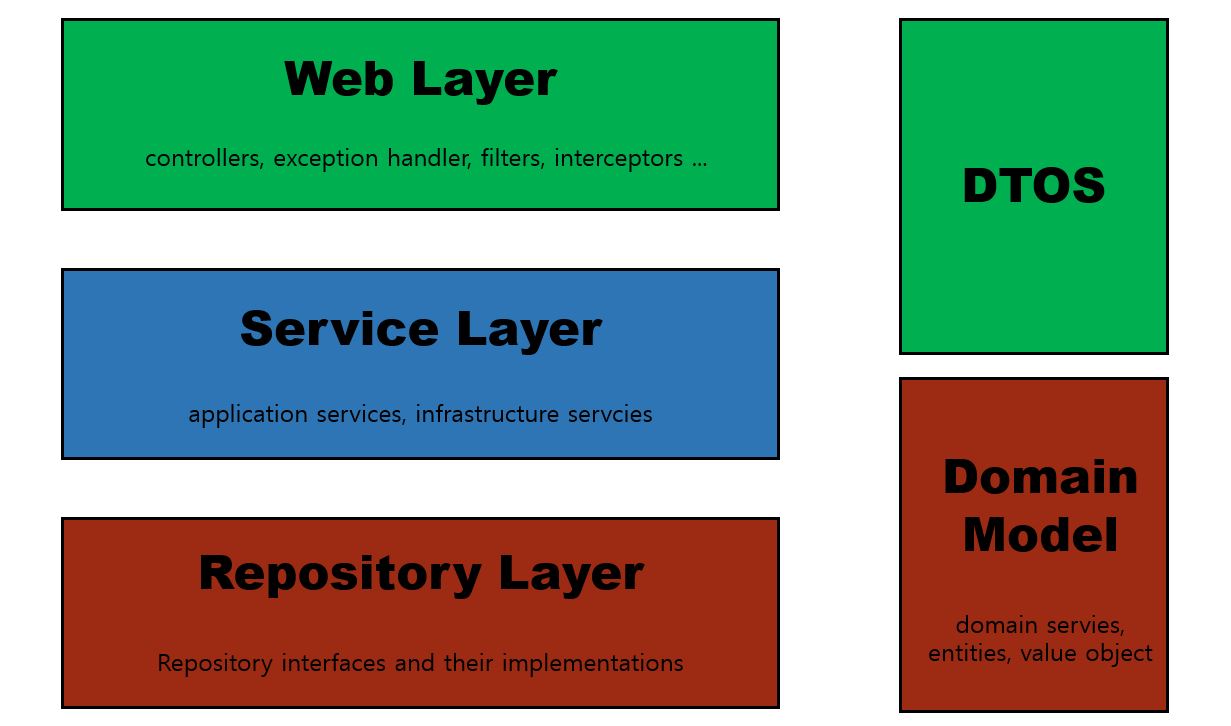 Web Layer
controllers, exception handler, filters, interceptors ...
Service Layer
application services, infrastructure servcies
Repository Layer
Repository interfaces and their implementations
DTOS
Domain
Model
domain servies,
entities, value object